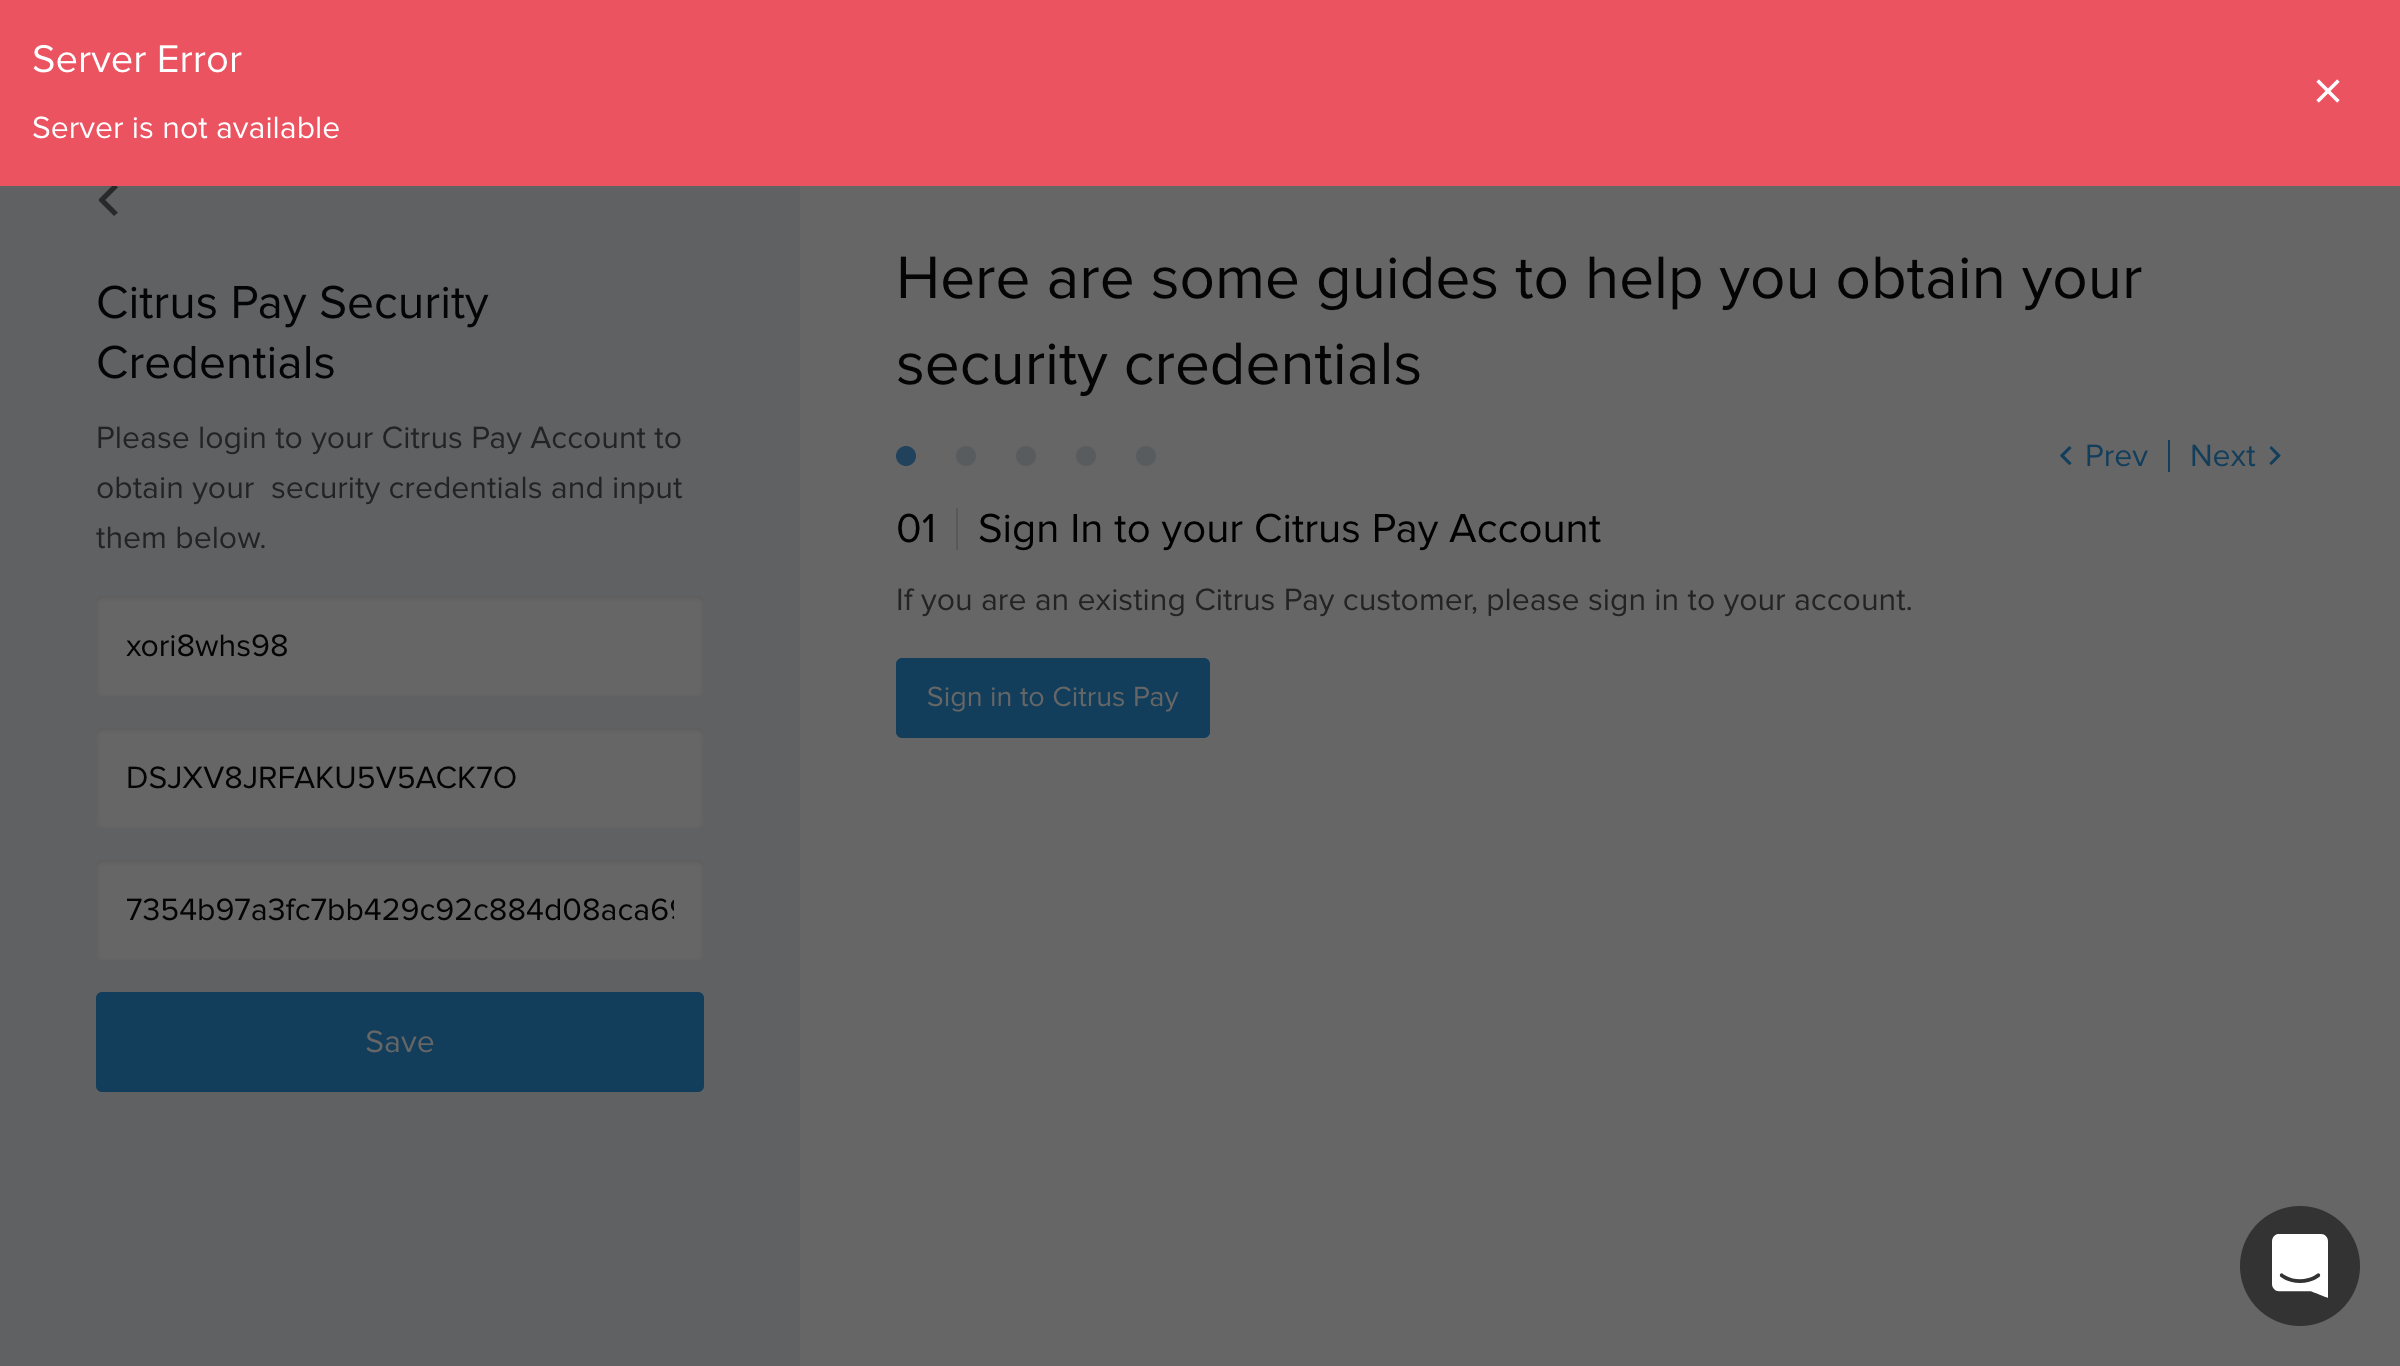 Server Error
Server is not available
Citrus Pay Security
Credentials
Please login to your Citrus Pay Account to
obtain your  security credentials and input
them below.
xori8whs98
DSJXV8JRFAKU5V5ACK7O
7354b97a3fc7bb429c92c884d08aca69
Save
Here are some guides to help you obtain your
security credentials
Prev | Next
01 | Sign In to your Citrus Pay Account
If you are an existing Citrus Pay customer, please sign in to your account.
Sign in to Citrus Pay